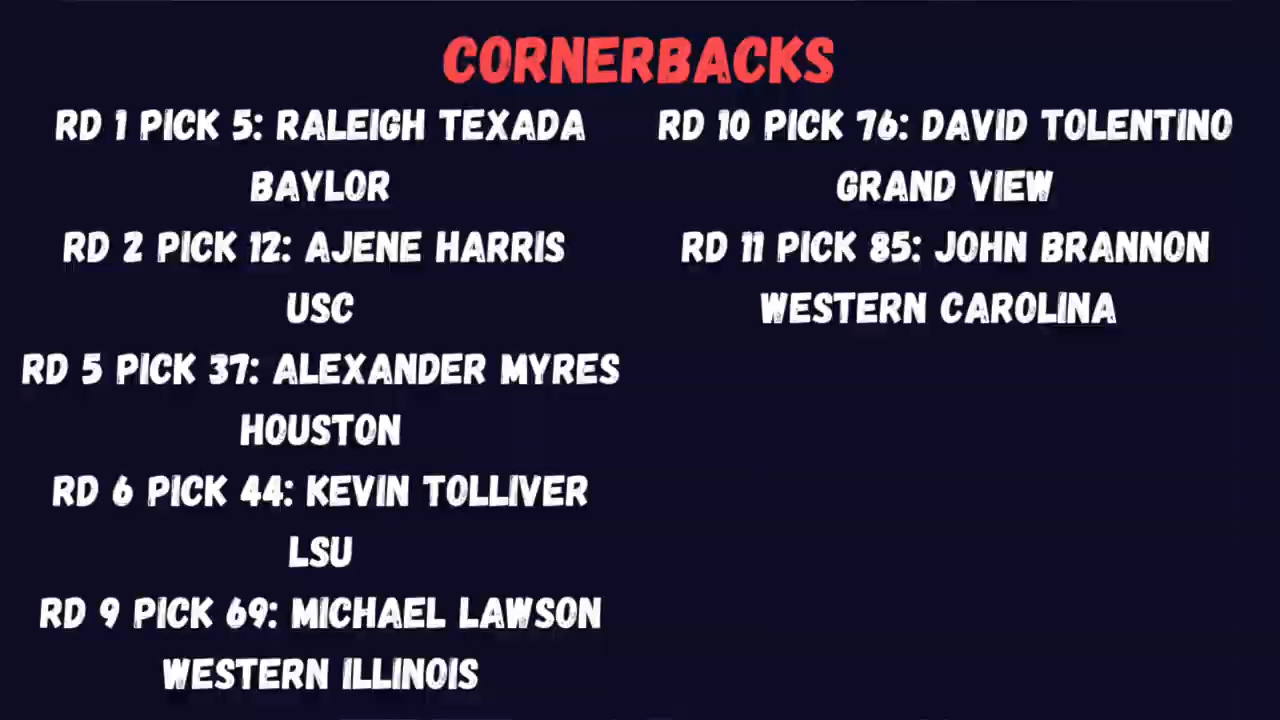 CORNERBACKS
RD 1 PICK 5: RALEIGH TEXADA
BAYLOR
RD 2 PICK 12: AJENE HARRIS
USC
RD 5 PICK 37: ALEXANDER MYRES
HOUSTON
RD 6 PICK 44: KEVIN TOLLIVER
LSU
RD 9 PICK 69: MICHAEL LAWSON
WESTERN ILLINOIS
RD 10 PICK 76: DAVID TOLENTINO
GRAND VIEW
RD 11 PICK 85: JOHN BRANNON
WESTERN CAROLINA